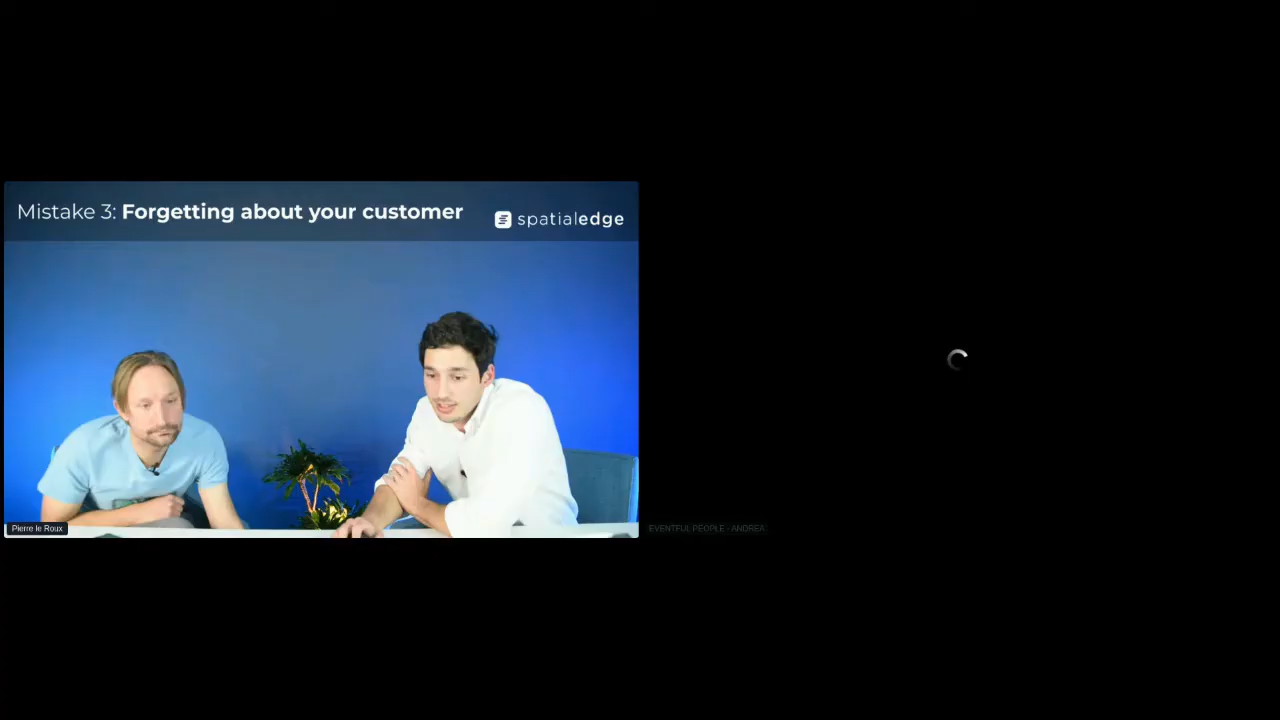 Mistake 3: Forgetting about your customer
spatialedge
Pierre le Roux
EVENTFUL PEOPLE - ANDREA